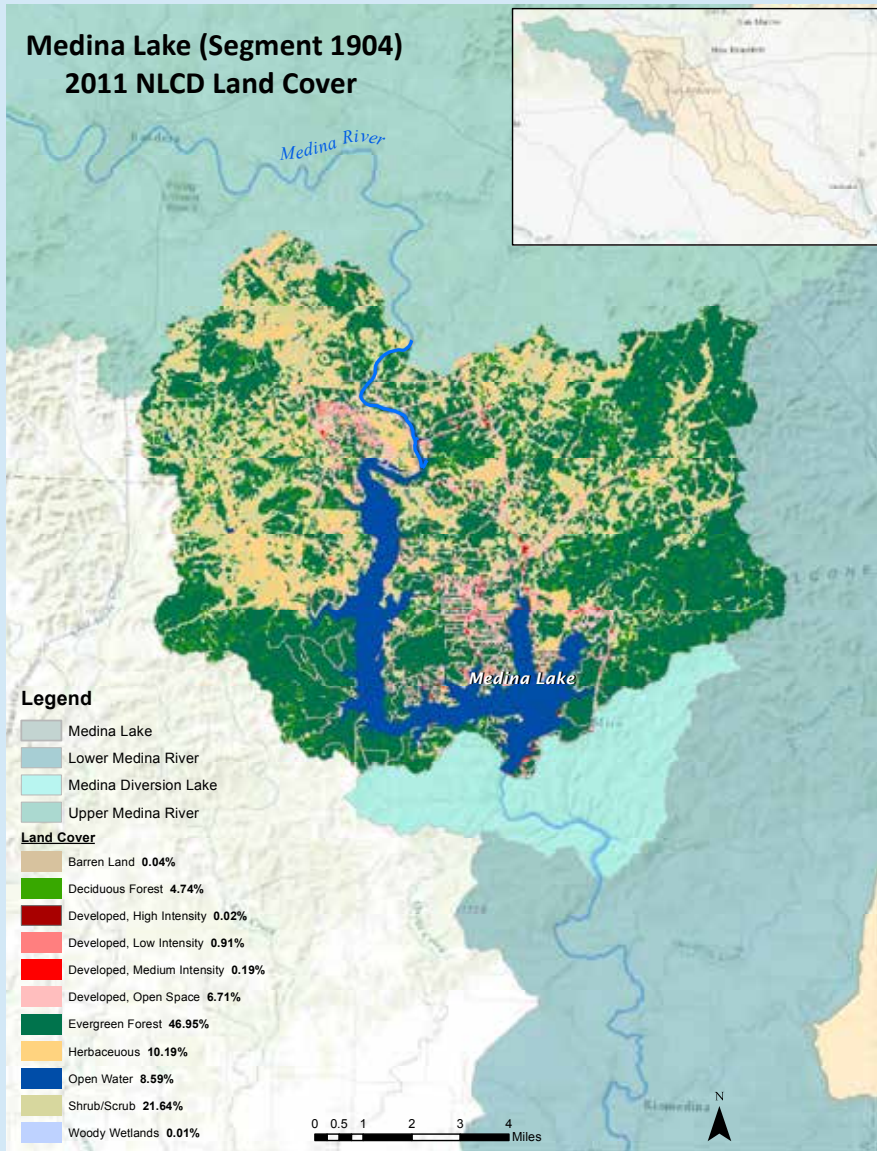 Medina Lake (Segment 1904)
2011 NLCD Land Cover
Medina River
Bandera
Medina Lake
Legend
Medina Lake
Lower Medina River
Medina Diversion Lake
Upper Medina River
Land Cover
Barren Land 0.04%
Deciduous Forest 4.74%
Developed, High Intensity 0.02%
Developed, Low Intensity 0.91%
Developed, Medium Intensity 0.19%
Developed, Open Space 6.71%
Evergreen Forest 46.95%
Herbaceuous 10.19%
Open Water 8.59%
Shrub/Scrub 21.64%
Woody Wetlands 0.01%
0 0.5 1 2 3 4
Miles
N
Riomedina